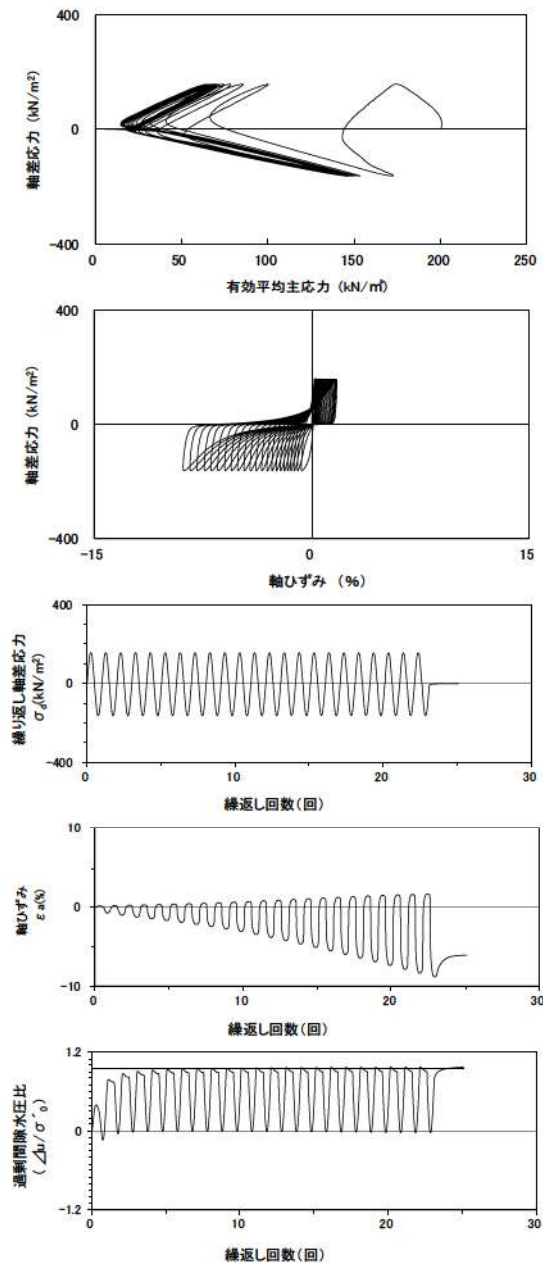 400
0
-400
軸差応力 (kN/m²)
0 50 100 150 200 250
有効平均主応力 (kN/㎡)
400
0
-400
軸差応力 (kN/m²)
-15 0 15
軸ひずみ (%)
400
0
-400
繰り返し軸差応力
σd(kN/m²)
0 10 20 30
繰返し回数(回)
10
0
-10
軸ひずみ
εa(%)
0 10 20 30
繰返し回数(回)
1.2
0
-1.2
過剰間隙水圧比
(⊿u/σ´0)
0 10 20 30
繰返し回数(回)